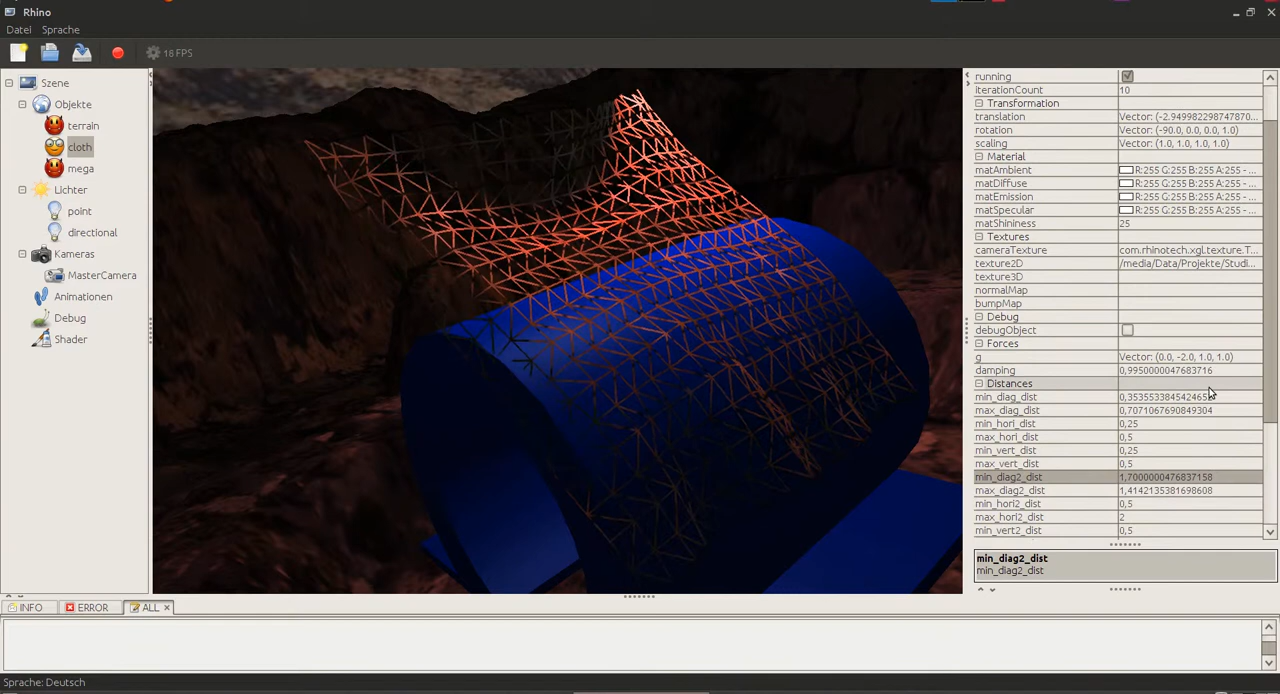 Rhino
Datei Sprache
18 FPS
Szene
Objekte
terrain
cloth
mega
Lichter
point
directional
Kameras
MasterCamera
Animationen
Debug
Shader
running
iterationCount 10
Transformation
translation Vector: (-2.949982298747870...
rotation Vector: (-90.0, 0.0, 0.0, 1.0)
scaling Vector: (1.0, 1.0, 1.0, 1.0)
Material
matAmbient R:255 G:255 B:255 A:255 - ...
matDiffuse R:255 G:255 B:255 A:255 - ...
matEmission R:255 G:255 B:255 A:255 - ...
matSpecular R:255 G:255 B:255 A:255 - ...
matShininess 25
Textures
cameraTexture com.rhinotech.xgl.texture.T...
texture2D /media/Data/Projekte/Studi...
texture3D
normalMap
bumpMap
Debug
debugObject
Forces
g Vector: (0.0, -2.0, 1.0, 1.0)
damping 0,9950000047683716
Distances
min_diag_dist
max_diag_dist 0,7071067690849304
min_hori_dist 0,25
max_hori_dist 0,5
min_vert_dist 0,25
max_vert_dist 0,5
min_diag2_dist 1,7000000476837158
max_diag2_dist 1,4142135381698608
min_hori2_dist 0,5
max_hori2_dist 2
min_vert2_dist 0,5
min_diag2_dist
min_diag2_dist
INFO ERROR ALL
Sprache: Deutsch